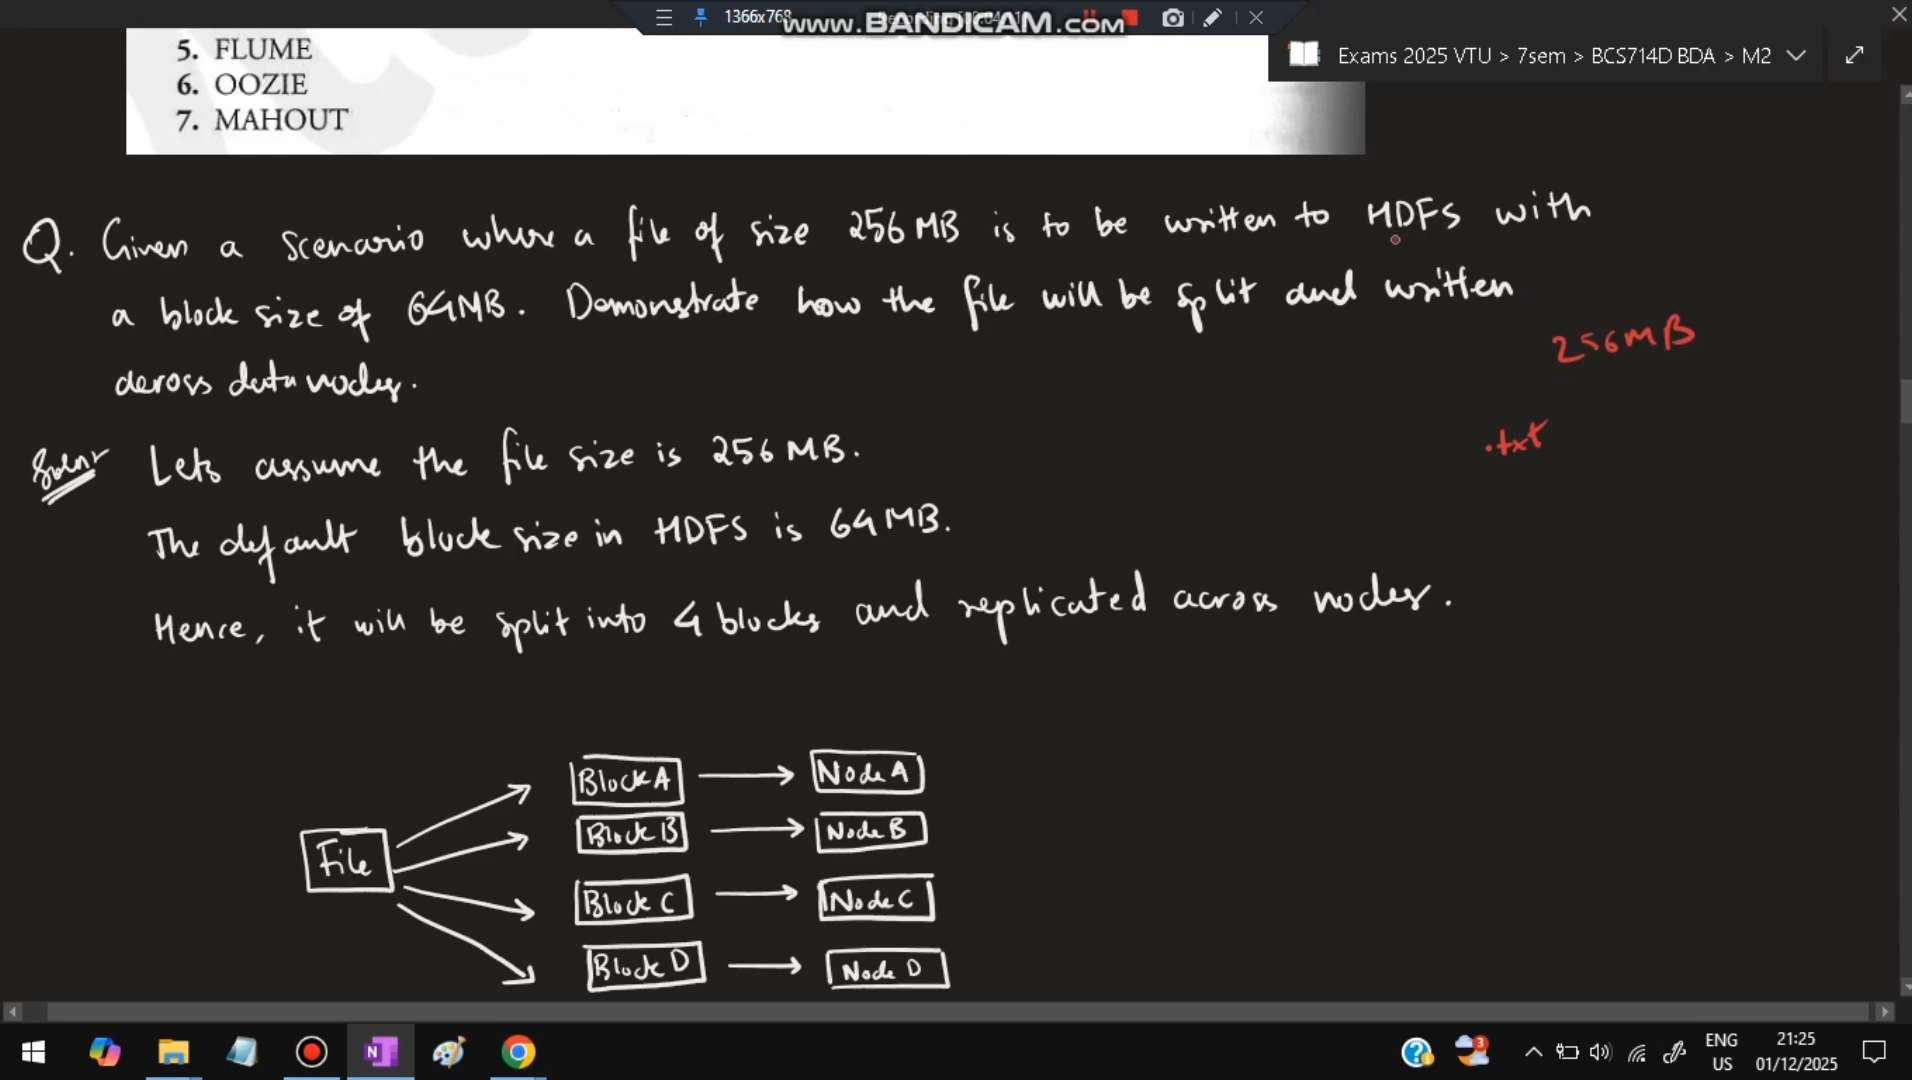 1366x768
www.BANDICAM.com
Exams 2025 VTU > 7sem > BCS714D BDA > M2
5. FLUME
6. OOZIE
7. MAHOUT
Q. Given a scenario where a file of size 256 MB is to be written to HDFS with
a block size of 64MB. Demonstrate how the file will be split and written
across data nodes.
256MB
.txt
Soln:
Lets assume the file size is 256 MB.
The default block size in HDFS is 64 MB.
Hence, it will be split into 4 blocks and replicated across nodes.
File
Block A
Node A
Block B
Node B
Block C
Node C
Block D
Node D
3
ENG
US
21:25
01/12/2025